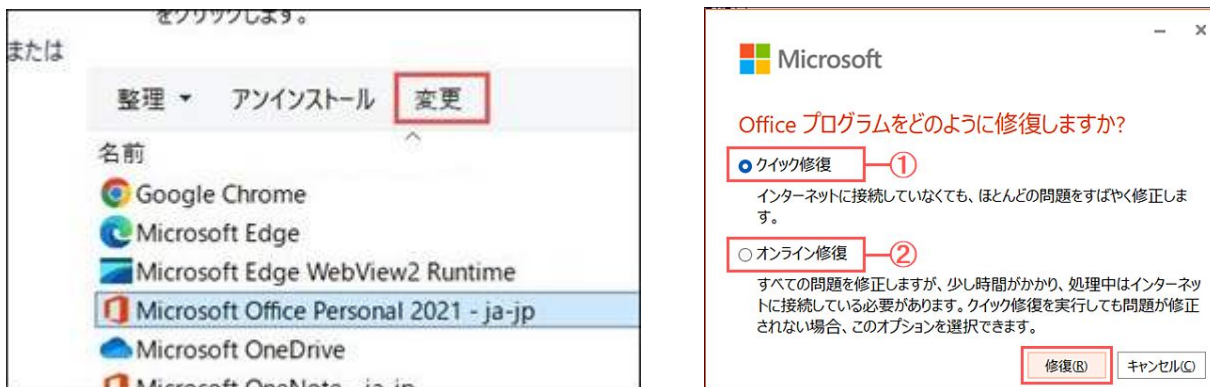 をクリックします。
または
整理 ▾ アンインストール 変更
名前
Google Chrome
Microsoft Edge
Microsoft Edge WebView2 Runtime
Microsoft Office Personal 2021 - ja-jp
Microsoft OneDrive
Microsoft OneNote - ja-jp
Microsoft
Office プログラムをどのように修復しますか?
クイック修復 ①
インターネットに接続していなくても、ほとんどの問題をすばやく修正しま
す。
オンライン修復 ②
すべての問題を修正しますが、少し時間がかかり、処理中はインターネッ
トに接続している必要があります。クイック修復を実行しても問題が修正
されない場合、このオプションを選択できます。
修復(R) キャンセル(C)